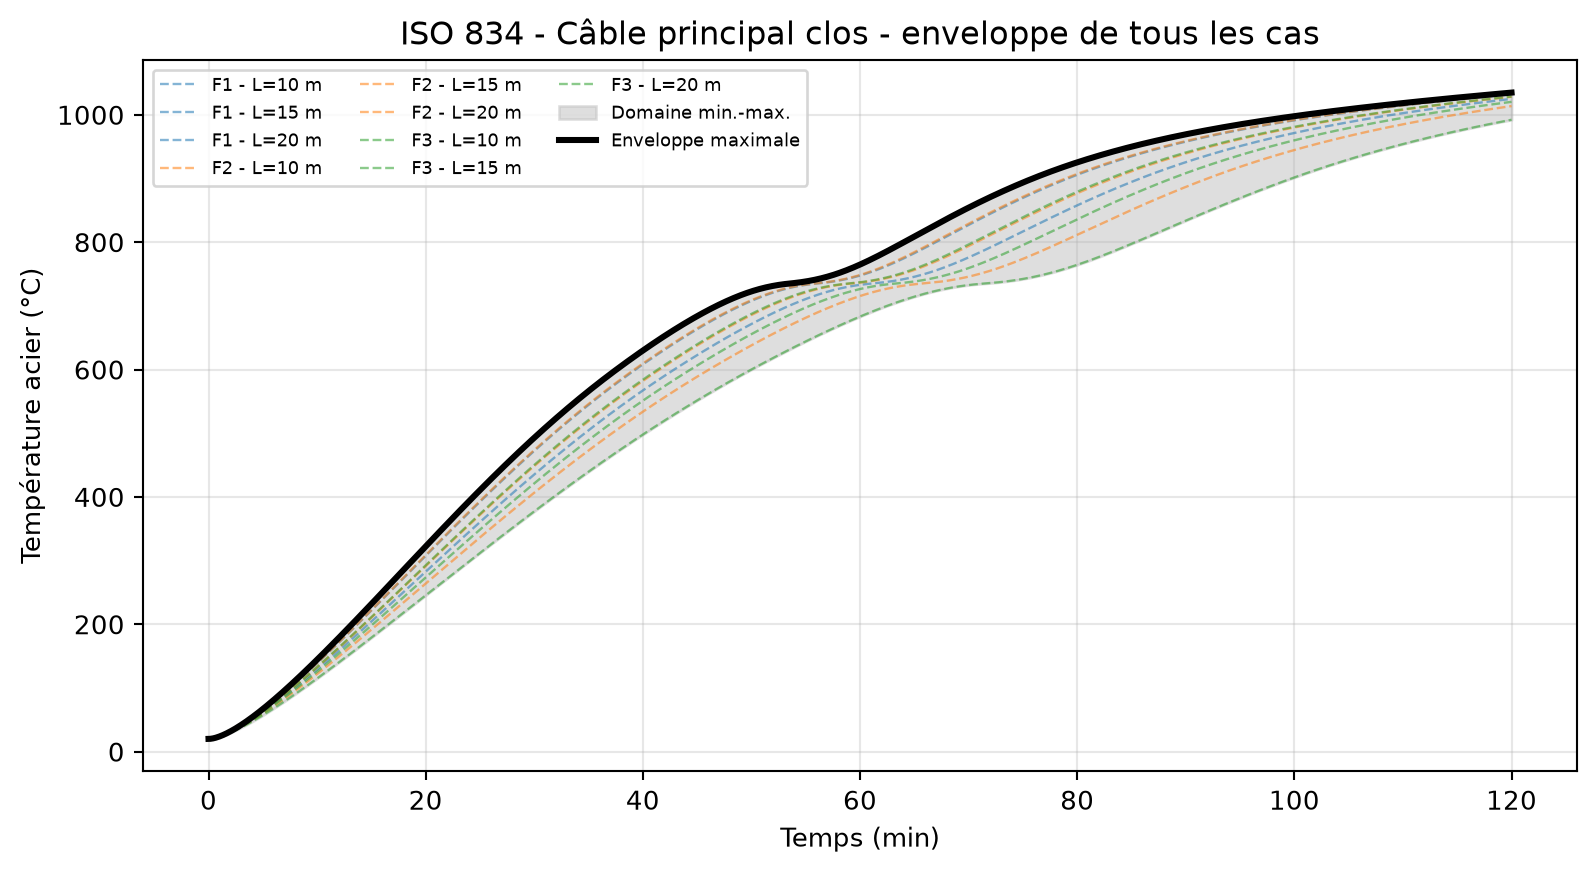 ISO 834 - Câble principal clos - enveloppe de tous les cas
F1 - L=10 m
F1 - L=15 m
F1 - L=20 m
F2 - L=10 m
F2 - L=15 m
F2 - L=20 m
F3 - L=10 m
F3 - L=15 m
F3 - L=20 m
Domaine min.-max.
Enveloppe maximale
Température acier (°C)
1000
800
600
400
200
0
0 20 40 60 80 100 120
Temps (min)